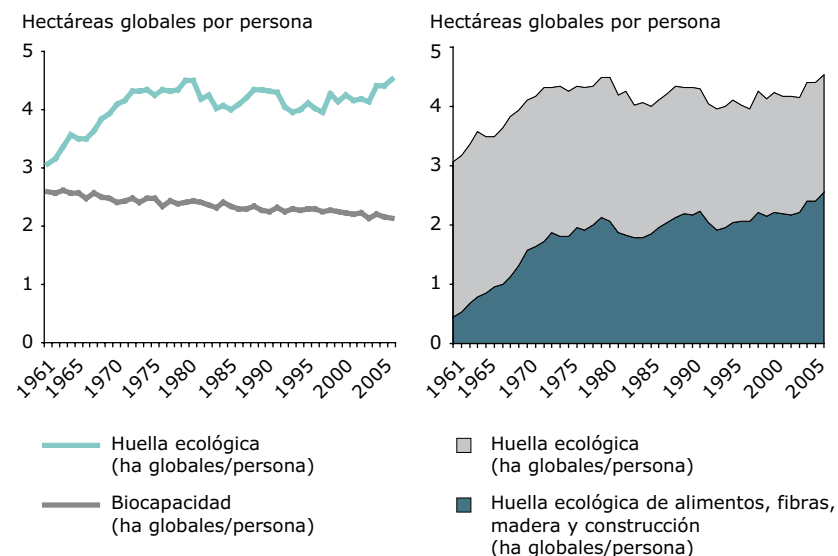 Hectáreas globales por persona
5
4
3
2
1
0
1961
1965
1970
1975
1980
1985
1990
1995
2000
2005
Huella ecológica
(ha globales/persona)
Biocapacidad
(ha globales/persona)
Hectáreas globales por persona
5
4
3
2
1
0
1961
1965
1970
1975
1980
1985
1990
1995
2000
2005
Huella ecológica
(ha globales/persona)
Huella ecológica de alimentos, fibras,
madera y construcción
(ha globales/persona)